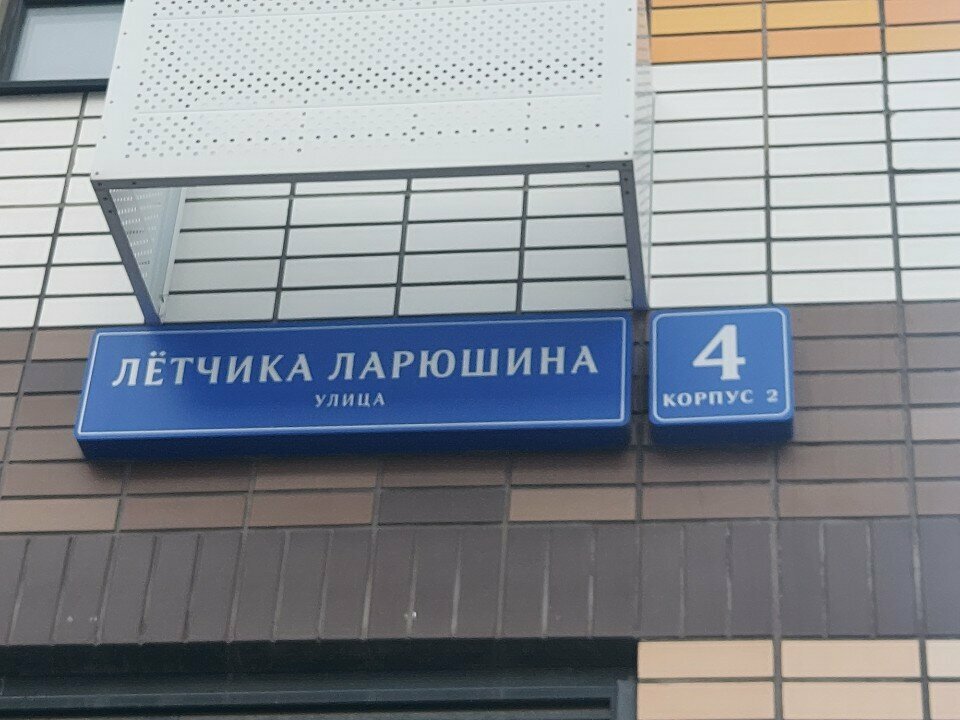 ЛЁТЧИКА ЛАРЮШИНА
УЛИЦА
4
КОРПУС 2